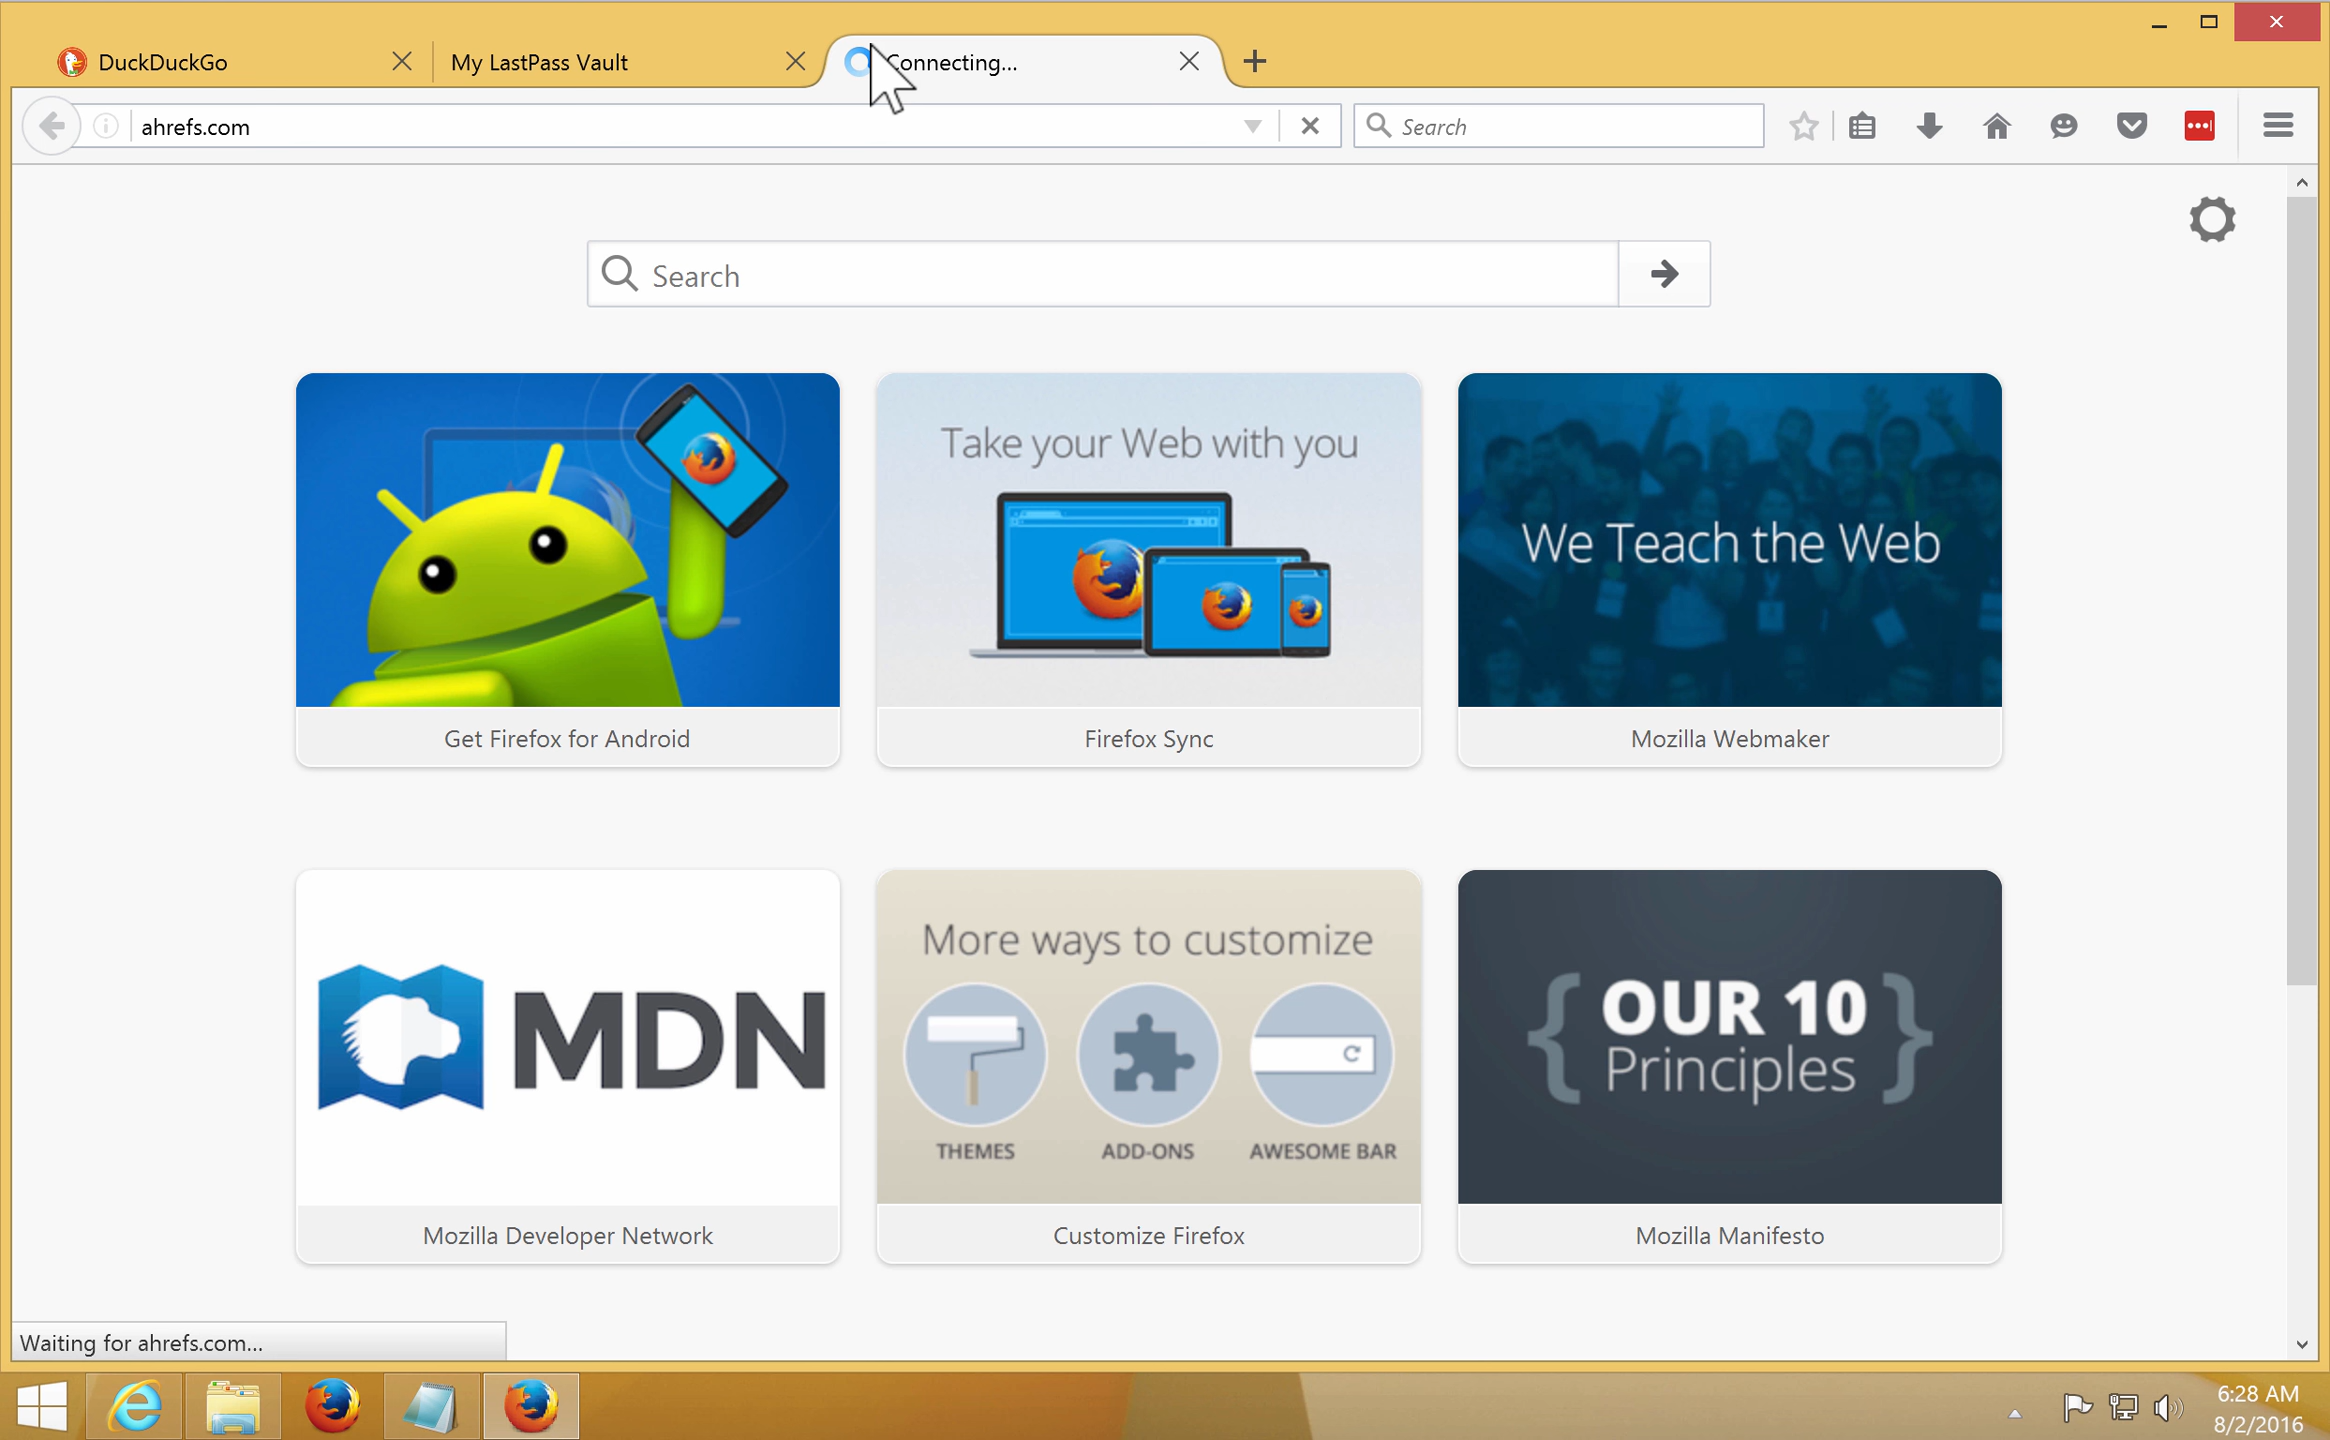 DuckDuckGo
My LastPass Vault
Connecting...
ahrefs.com
Search
Search
Take your Web with you
We Teach the Web
Get Firefox for Android
Firefox Sync
Mozilla Webmaker
MDN
More ways to customize
THEMES
ADD-ONS
AWESOME BAR
{ OUR 10
Principles }
Mozilla Developer Network
Customize Firefox
Mozilla Manifesto
Waiting for ahrefs.com...
6:28 AM
8/2/2016